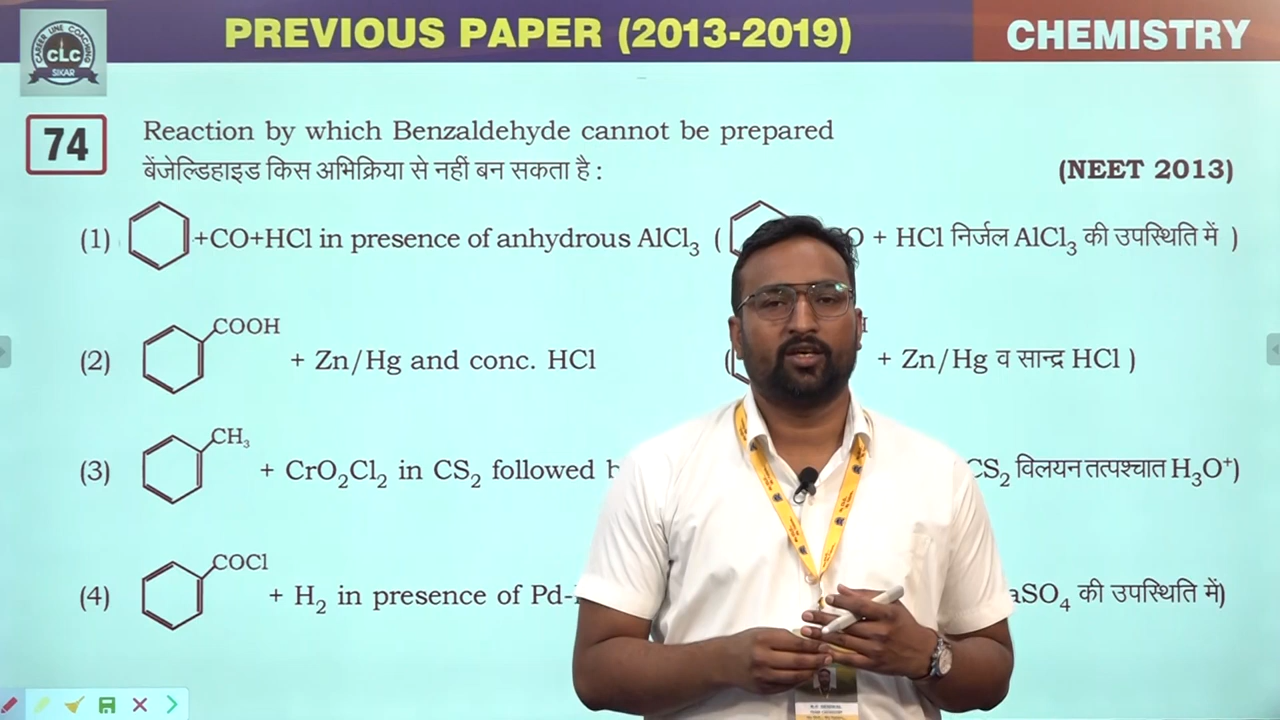 PREVIOUS PAPER (2013-2019)
CHEMISTRY
CAREER LINE COACHING
CLC
SIKAR
74
Reaction by which Benzaldehyde cannot be prepared
बेंजेल्डिहाइड किस अभिक्रिया से नहीं बन सकता है :
(NEET 2013)
(1) +CO+HCl in presence of anhydrous AlCl₃ ( O + HCl निर्जल AlCl₃ की उपस्थिति में )
(2) COOH + Zn/Hg and conc. HCl ( + Zn/Hg व सान्द्र HCl )
(3) CH₃ + CrO₂Cl₂ in CS₂ followed CS₂ विलयन तत्पश्चात H₃O⁺)
(4) COCl + H₂ in presence of Pd- aSO₄ की उपस्थिति में)